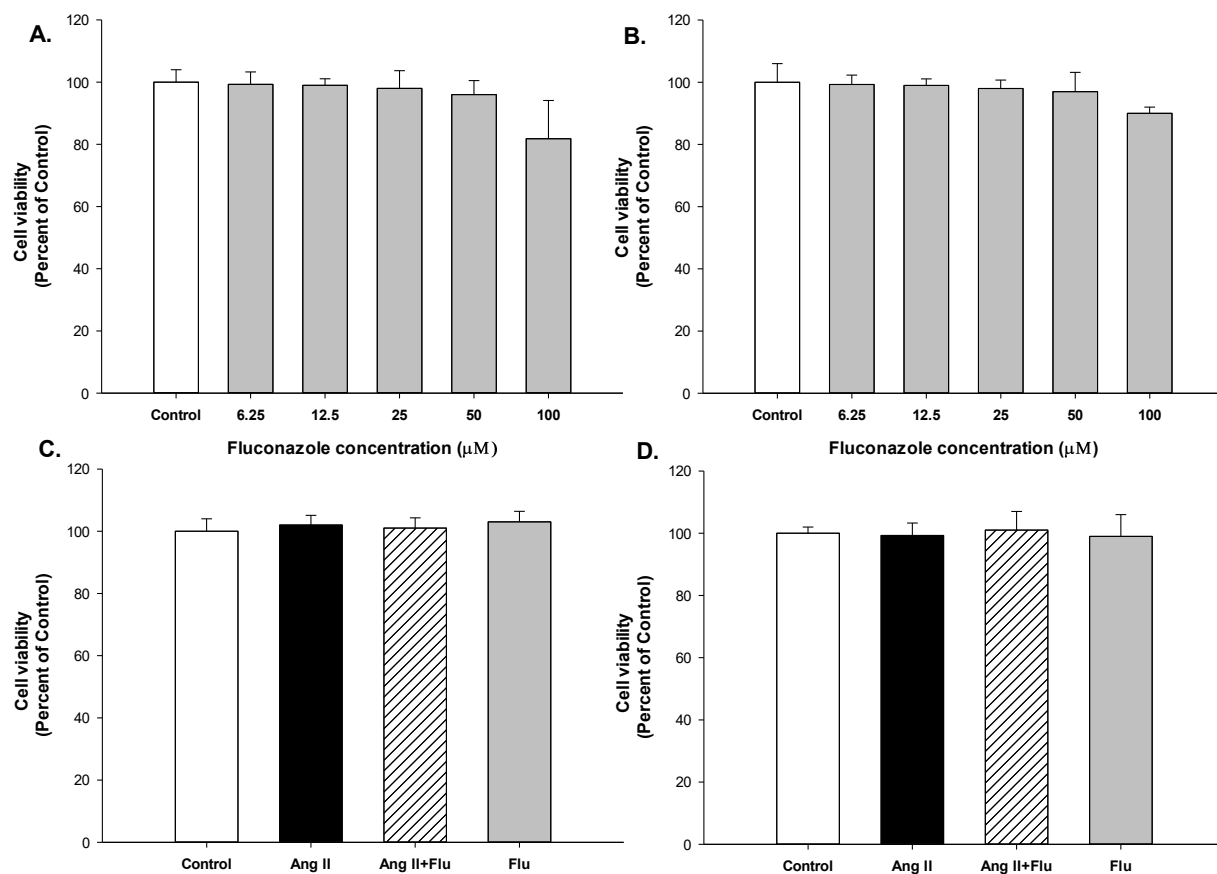 A.
120
100
80
60
40
20
0
Cell viability
(Percent of Control)
Control 6.25 12.5 25 50 100
Fluconazole concentration (μM)
B.
120
100
80
60
40
20
0
Cell viability
(Percent of Control)
Control 6.25 12.5 25 50 100
Fluconazole concentration (μM)
C.
120
100
80
60
40
20
0
Cell viability
(Percent of Control)
Control Ang II Ang II+Flu Flu
D.
120
100
80
60
40
20
0
Cell viability
(Percent of Control)
Control Ang II Ang II+Flu Flu